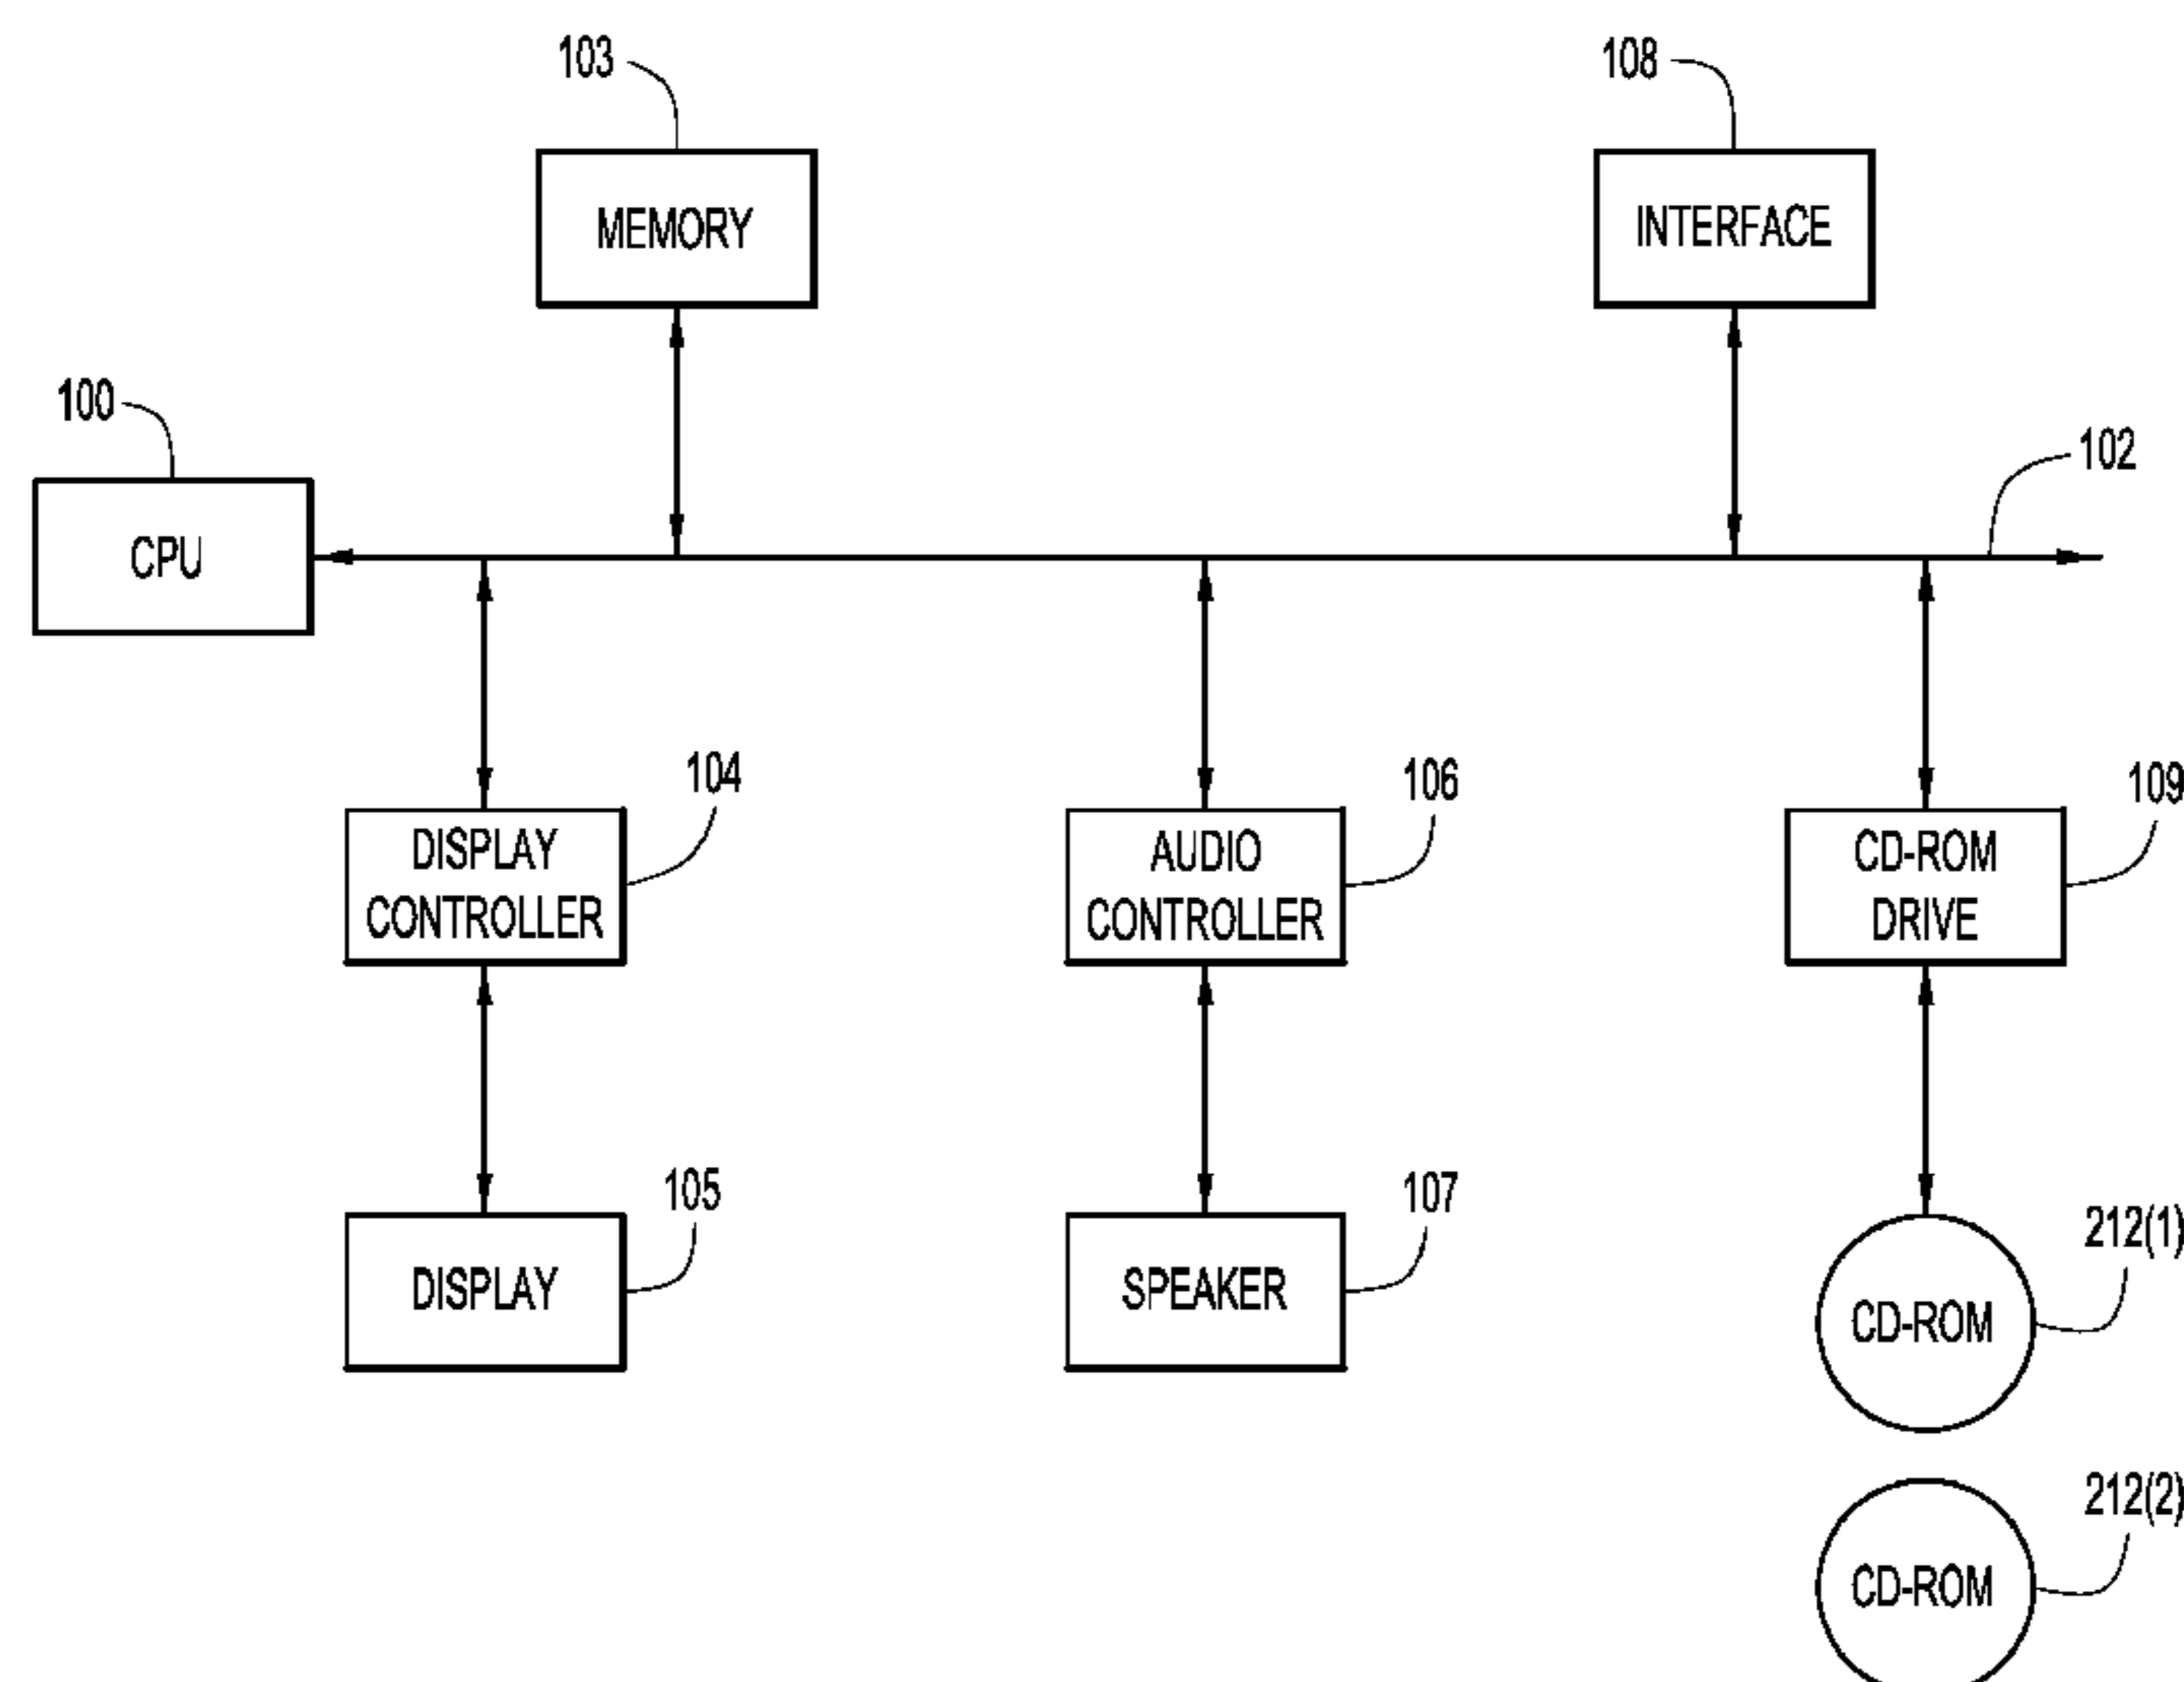 103
108
MEMORY
INTERFACE
100
102
CPU
104
106
109
DISPLAY
CONTROLLER
AUDIO
CONTROLLER
CD-ROM
DRIVE
105
107
212(1)
DISPLAY
SPEAKER
CD-ROM
212(2)
CD-ROM